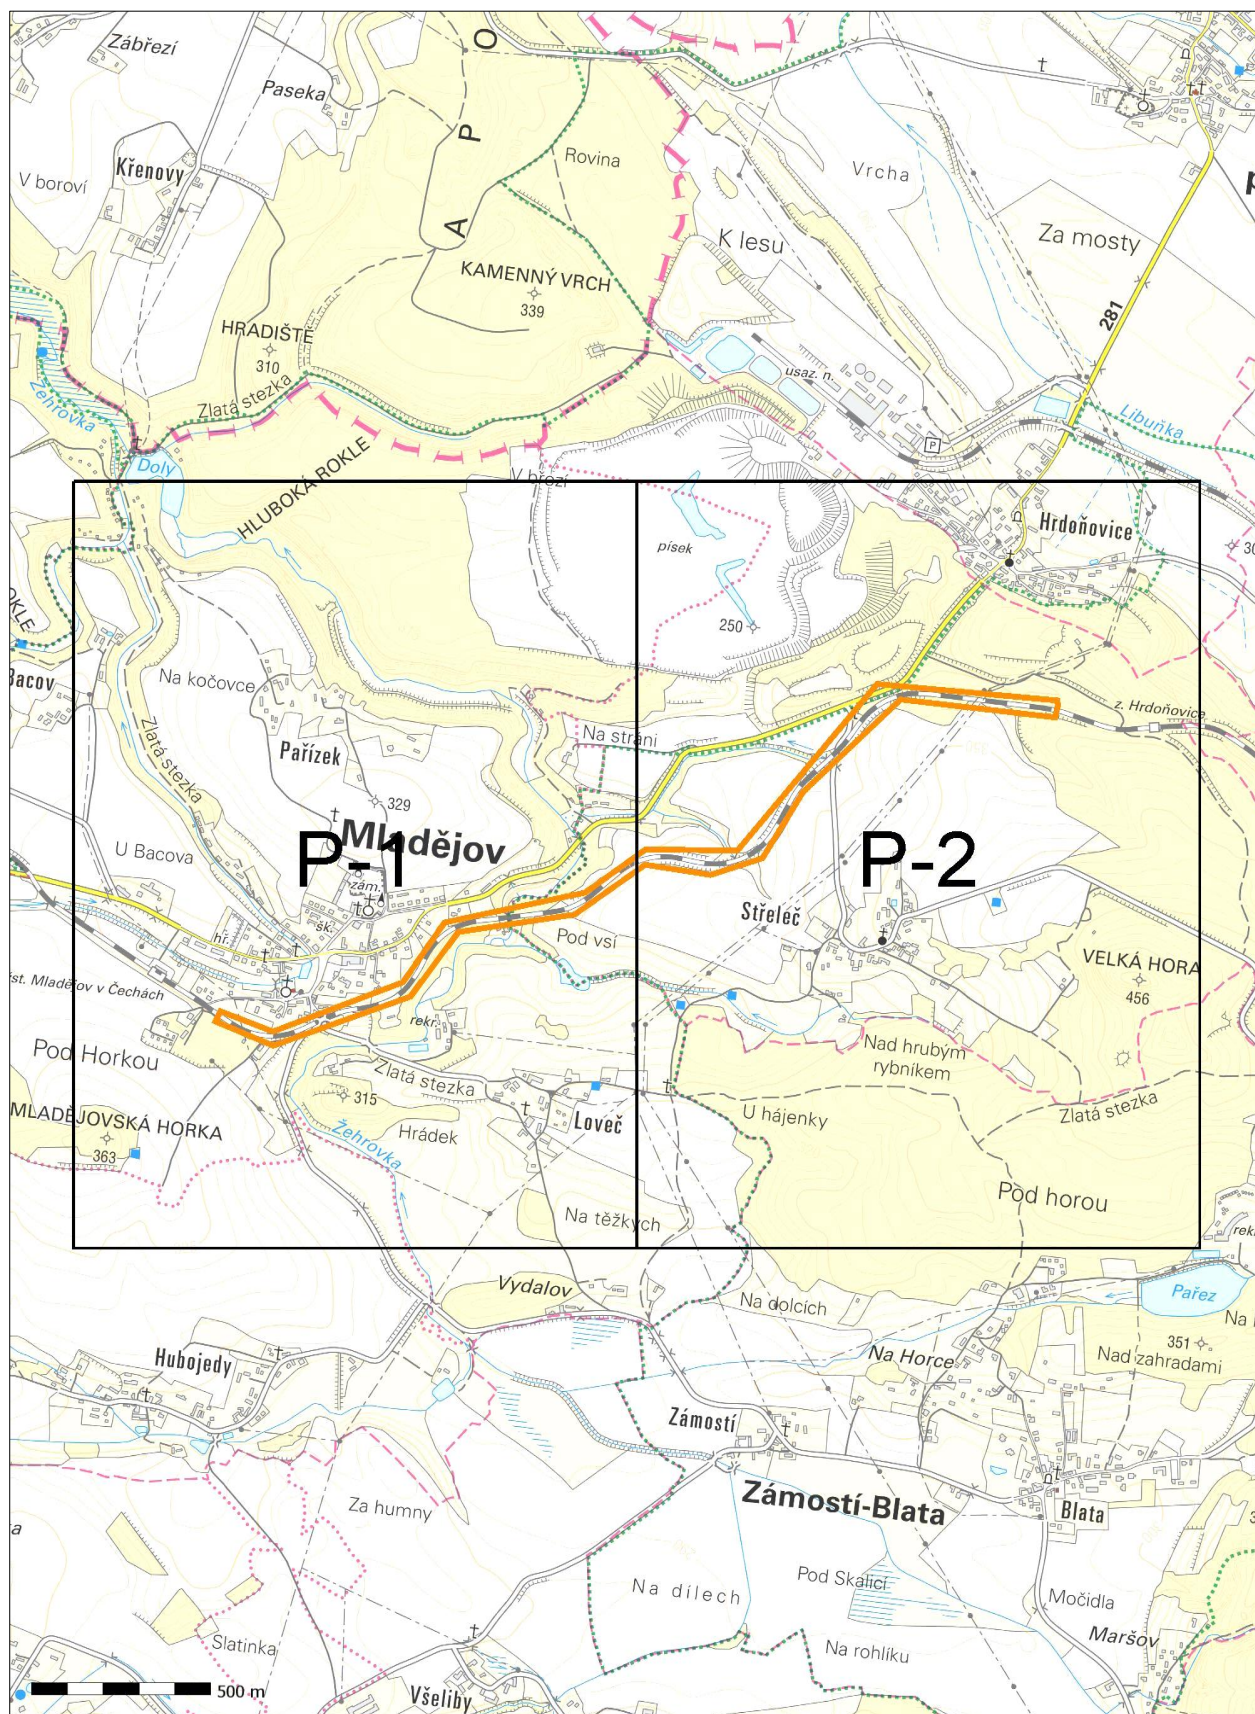 Zábřezí
O
Paseka
P
Křenovy
Rovina
V boroví
Vrcha
A
K lesu
Za mosty
KAMENNÝ VRCH
339
281
HRADIŠTĚ
310
usaz. n.
Zlatá stezka
Žehrovka
P
Libuňka
Doly
V březí
HLUBOKÁ ROKLE
Hrdoňovice
písek
250
Bacov
Na kočovce
Zlatá stezka
z. Hrdoňovice
Na stráni
Pařízek
329
Mladějov
P-1
P-2
U Bacova
zám.
šk.
hř.
Střeleč
Pod vsí
VELKÁ HORA
456
st. Mladějov v Čechách
rekr.
Pod Horkou
Nad hrubým
rybníkem
Zlatá stezka
315
Loveč
U hájenky
Zlatá stezka
MLADĚJOVSKÁ HORKA
363
Hrádek
Žehrovka
Pod horou
Na těžkých
Vydalov
Na dolcích
Pařez
351
Hubojedy
Na Horce
Nad zahradami
Zámostí
Zámostí-Blata
Blata
Za humny
Na dílech
Pod Skalicí
Močidla
Maršov
Slatinka
Na rohlíku
500 m
Všeliby